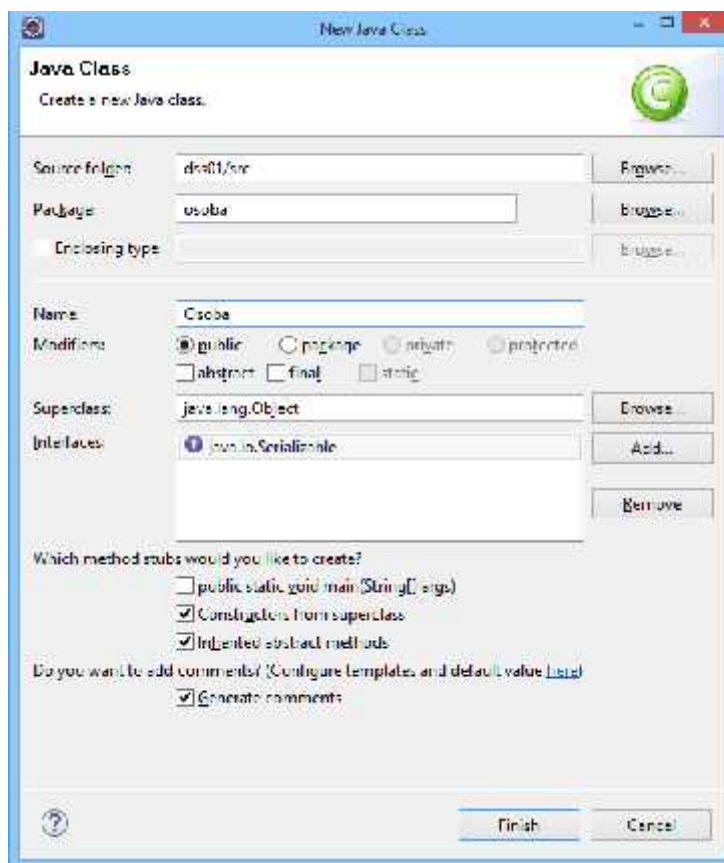 New Java Class
Java Class
Create a new Java class.
Source folder: dss01/src Browse...
Package: osoba Browse...
Enclosing type: Browse...
Name: Osoba
Modifiers: public package private protected
abstract final static
Superclass: java.lang.Object Browse...
Interfaces: java.io.Serializable Add...
Remove
Which method stubs would you like to create?
public static void main(String[] args)
Constructors from superclass
Inherited abstract methods
Do you want to add comments? (Configure templates and default value here)
Generate comments
Finish Cancel